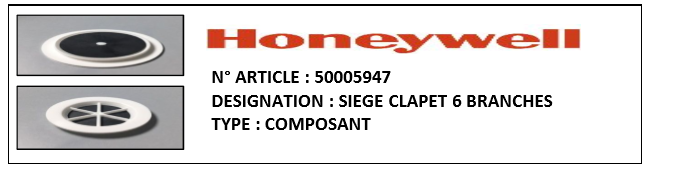 Honeywell
N° ARTICLE : 50005947
DESIGNATION : SIEGE CLAPET 6 BRANCHES
TYPE : COMPOSANT